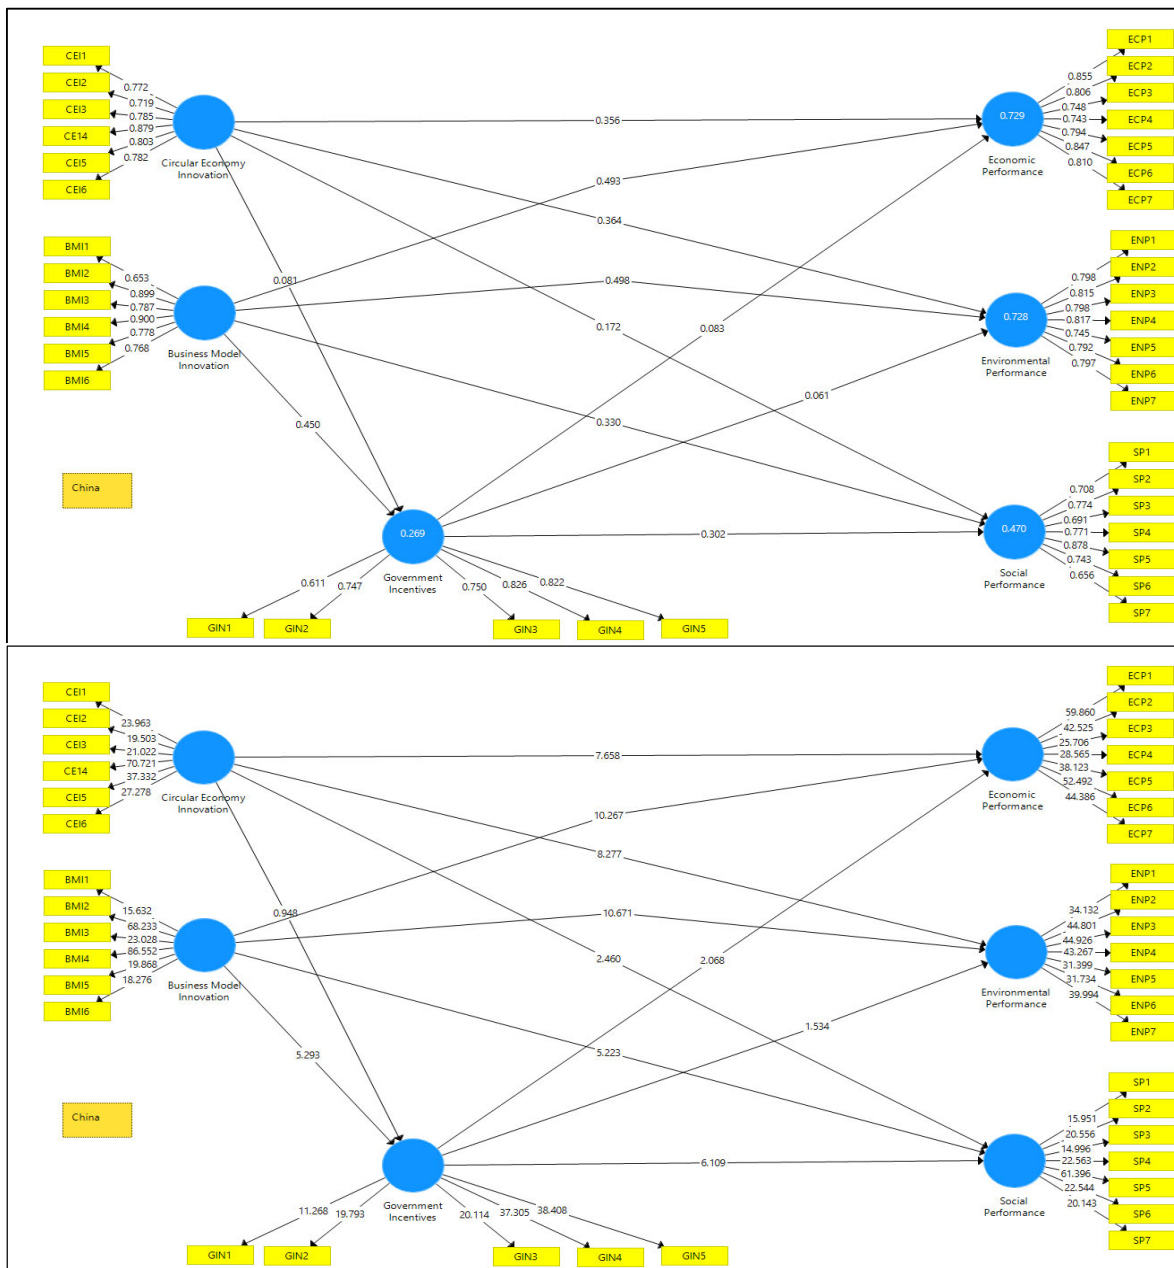 CEI1
CEI2
CEI3
CE14
CEI5
CEI6
0.772
0.719
0.785
0.879
0.803
0.782
Circular Economy
Innovation
BMI1
BMI2
BMI3
BMI4
BMI5
BMI6
0.653
0.899
0.787
0.900
0.778
0.768
Business Model
Innovation
China
0.356
0.493
0.364
0.081
0.498
0.172
0.083
0.061
0.450
0.330
0.302
0.269
Government
Incentives
0.611
0.747
0.750
0.826
0.822
GIN1
GIN2
GIN3
GIN4
GIN5
0.729
Economic
Performance
0.855
0.806
0.748
0.743
0.794
0.847
0.810
ECP1
ECP2
ECP3
ECP4
ECP5
ECP6
ECP7
0.728
Environmental
Performance
0.798
0.815
0.798
0.817
0.745
0.792
0.797
ENP1
ENP2
ENP3
ENP4
ENP5
ENP6
ENP7
0.470
Social
Performance
0.708
0.774
0.691
0.771
0.878
0.743
0.656
SP1
SP2
SP3
SP4
SP5
SP6
SP7
CEI1
CEI2
CEI3
CE14
CEI5
CEI6
23.963
19.503
21.022
70.721
37.332
27.278
Circular Economy
Innovation
BMI1
BMI2
BMI3
BMI4
BMI5
BMI6
15.632
68.233
23.028
86.552
19.868
18.276
Business Model
Innovation
China
7.658
10.267
8.277
0.948
10.671
2.460
2.068
1.534
5.293
5.223
6.109
Government
Incentives
11.268
19.793
20.114
37.305
38.408
GIN1
GIN2
GIN3
GIN4
GIN5
Economic
Performance
59.860
42.525
25.706
28.565
38.123
52.492
44.386
ECP1
ECP2
ECP3
ECP4
ECP5
ECP6
ECP7
Environmental
Performance
34.132
44.801
44.926
43.267
31.399
31.734
39.994
ENP1
ENP2
ENP3
ENP4
ENP5
ENP6
ENP7
Social
Performance
15.951
20.556
14.996
22.563
61.396
22.544
20.143
SP1
SP2
SP3
SP4
SP5
SP6
SP7